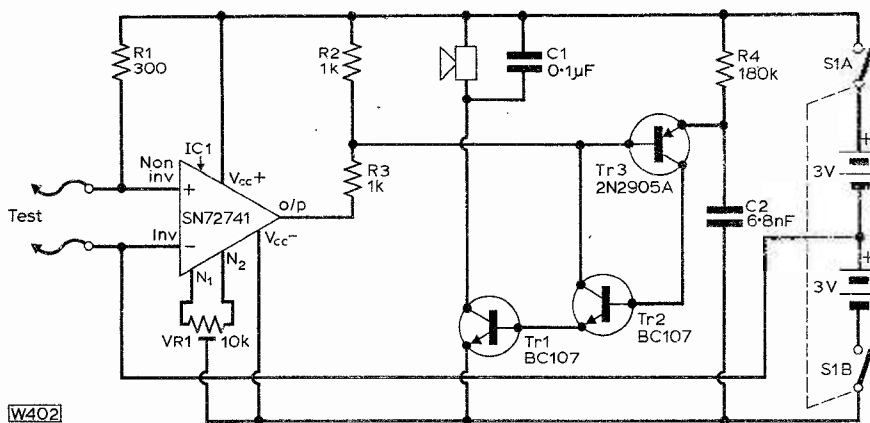 R1
300
R2
1k
C1
0·1µF
R4
180k
S1A
+
IC1
Non
inv
+
Vcc+
R3
1k
Tr3
2N2905A
3V
SN72741
o/p
Test
Inv
−
Vcc−
C2
6·8nF
N1
N2
+
3V
VR1
10k
Tr1
BC107
Tr2
BC107
S1B
W402